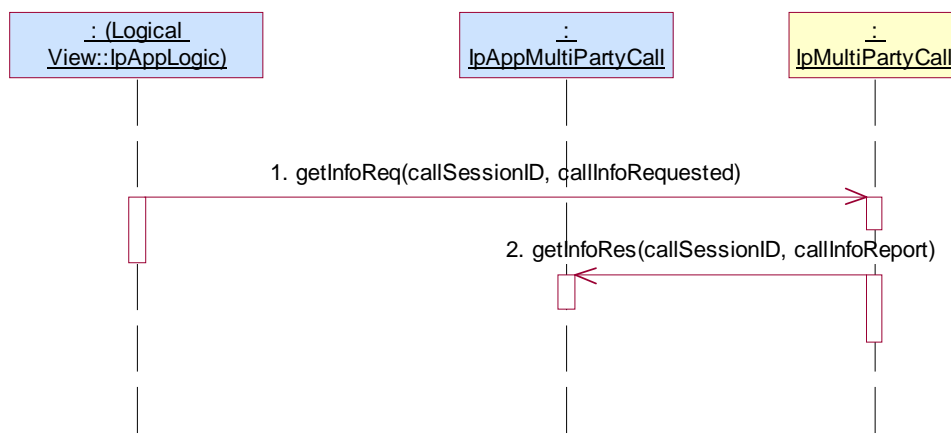 : (Logical
View::IpAppLogic)
:
IpAppMultiPartyCall
:
IpMultiPartyCall
1. getInfoReq(callSessionID, callInfoRequested)
2. getInfoRes(callSessionID, callInfoReport)